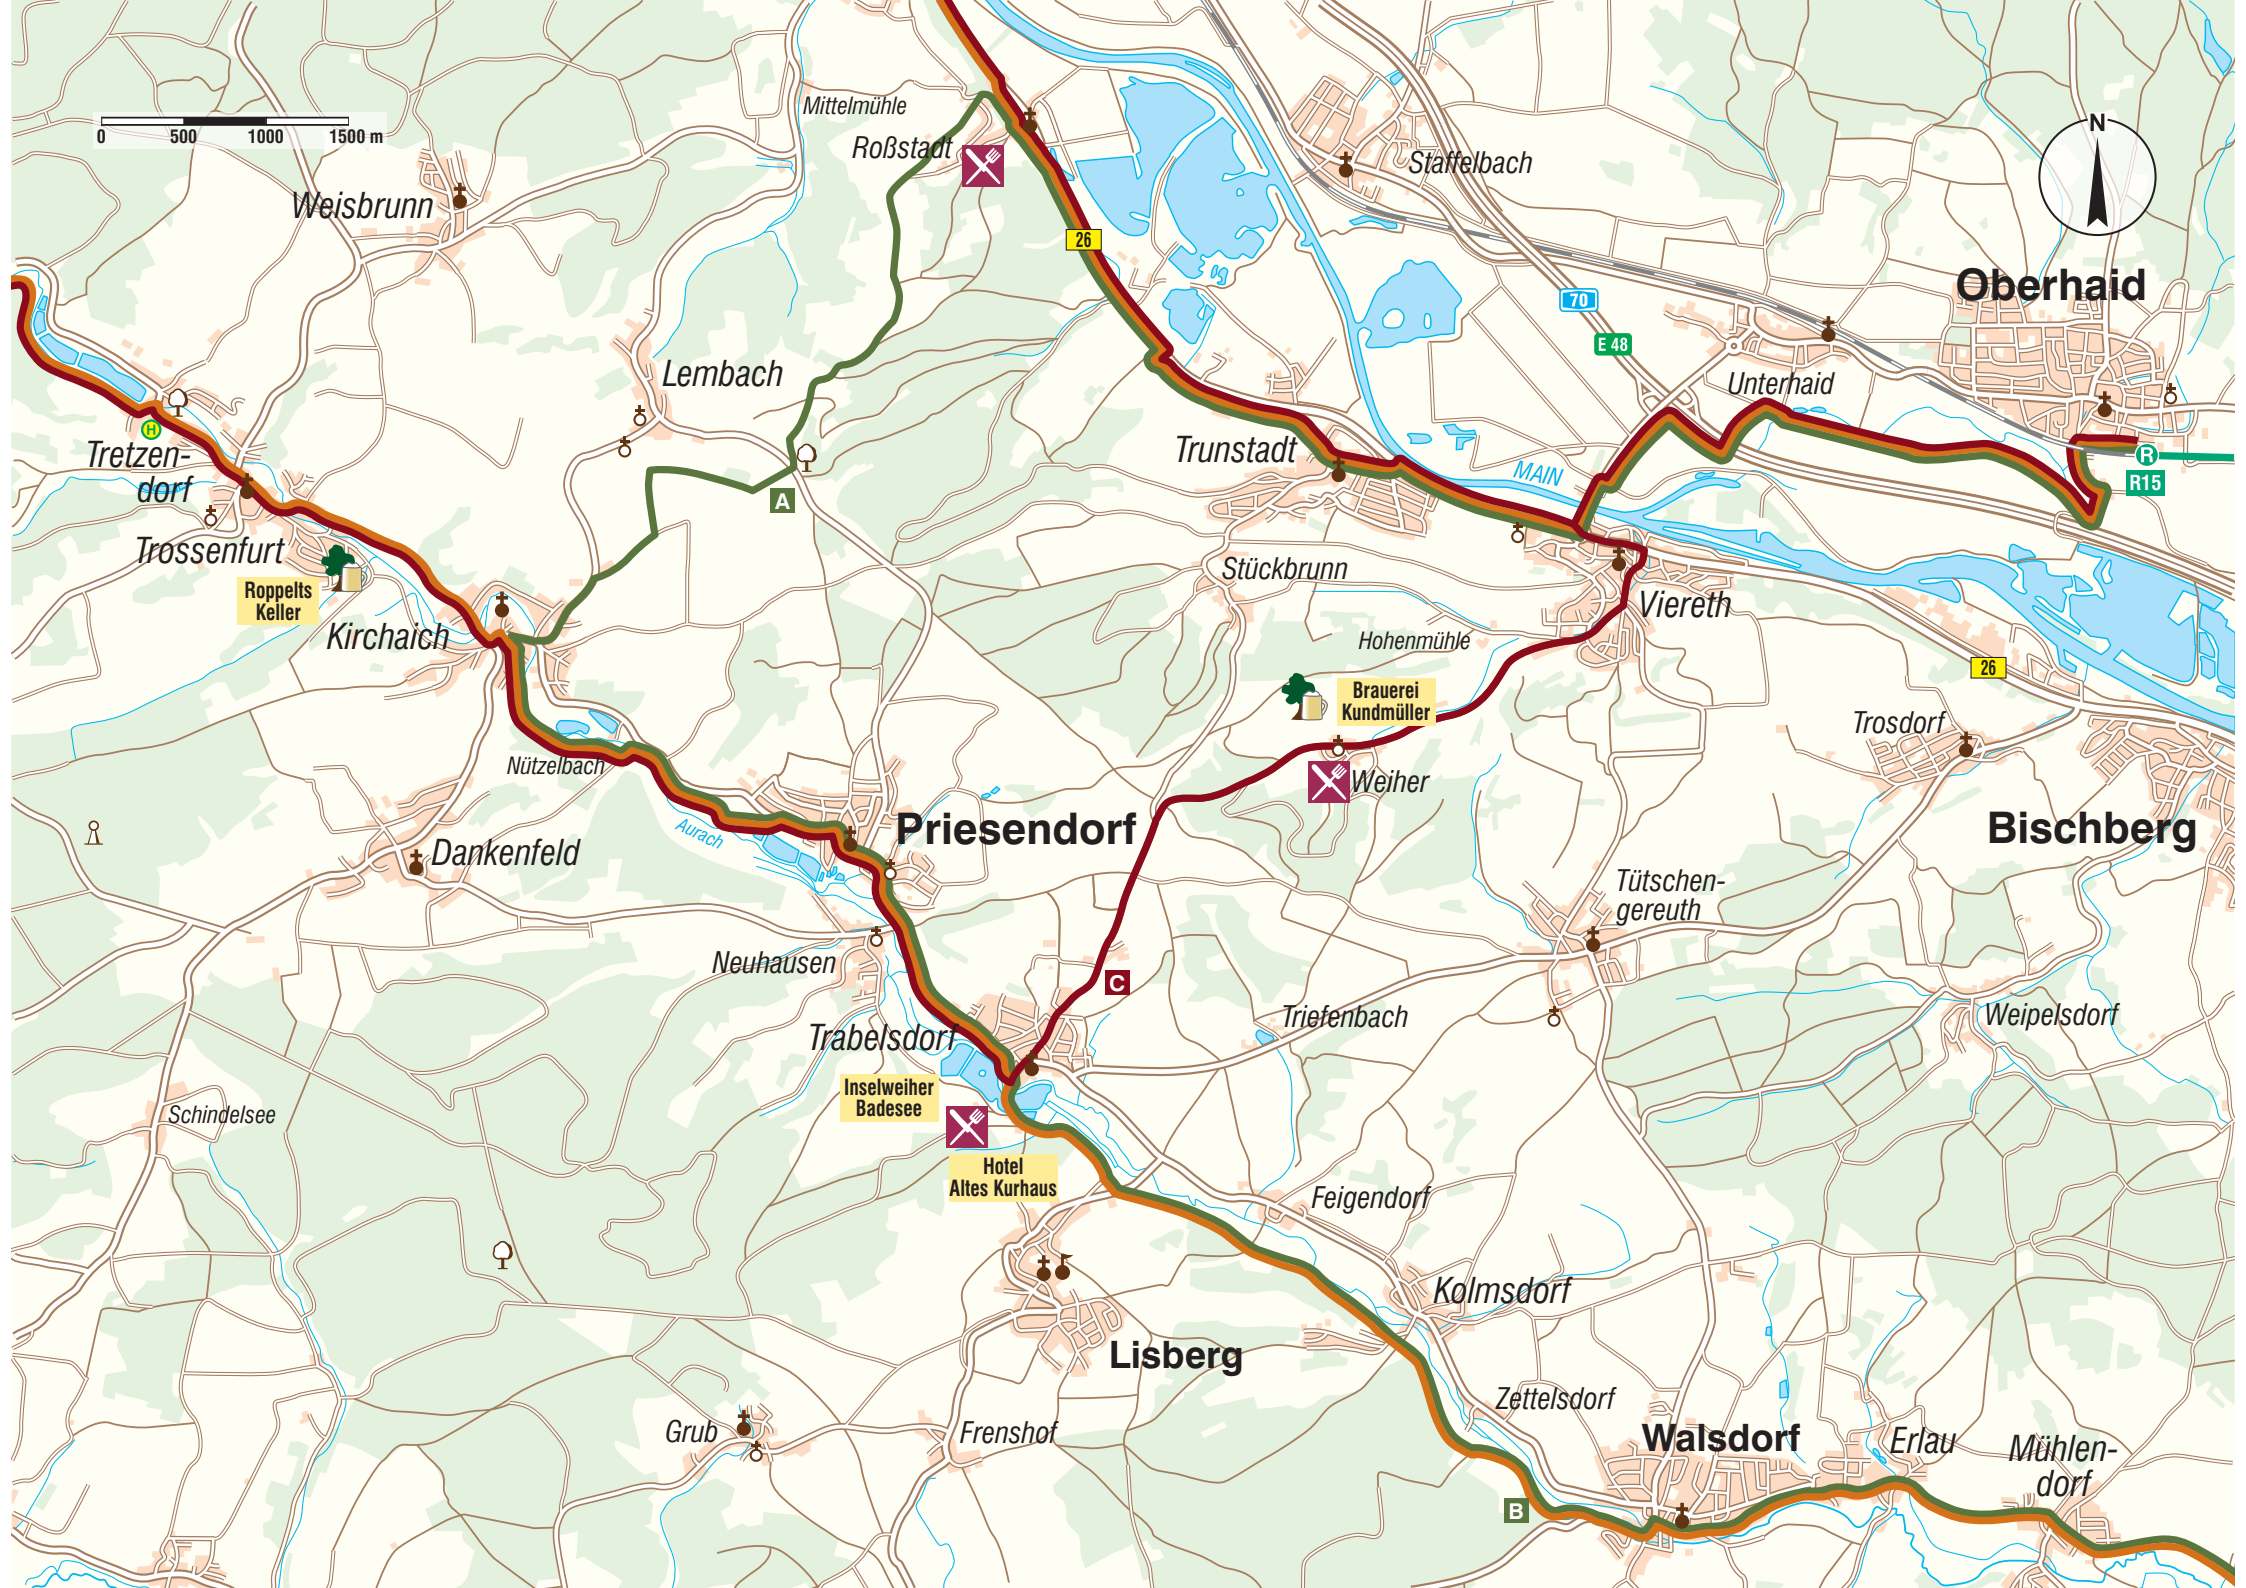 Mittelmühle
0 500 1000 1500 m
N
Roßstadt
Staffelbach
Weisbrunn
26
Oberhaid
70
E 48
Lembach
Unterhaid
H
Tretzen-
dorf
Trunstadt
MAIN
R
R15
A
Trossenfurt
Stückbrunn
Roppelts
Keller
Viereth
Kirchaich
Hohenmühle
26
Brauerei
Kundmüller
Trosdorf
Nützelbach
Weiher
Aurach
Priesendorf
Bischberg
Dankenfeld
Tütschen-
gereuth
Neuhausen
C
Trabelsdorf
Triefenbach
Weipelsdorf
Inselweiher
Badesee
Schindelsee
Hotel
Altes Kurhaus
Feigendorf
Kolmsdorf
Lisberg
Zettelsdorf
Grub
Frenshof
Walsdorf
Erlau
Mühlen-
dorf
B